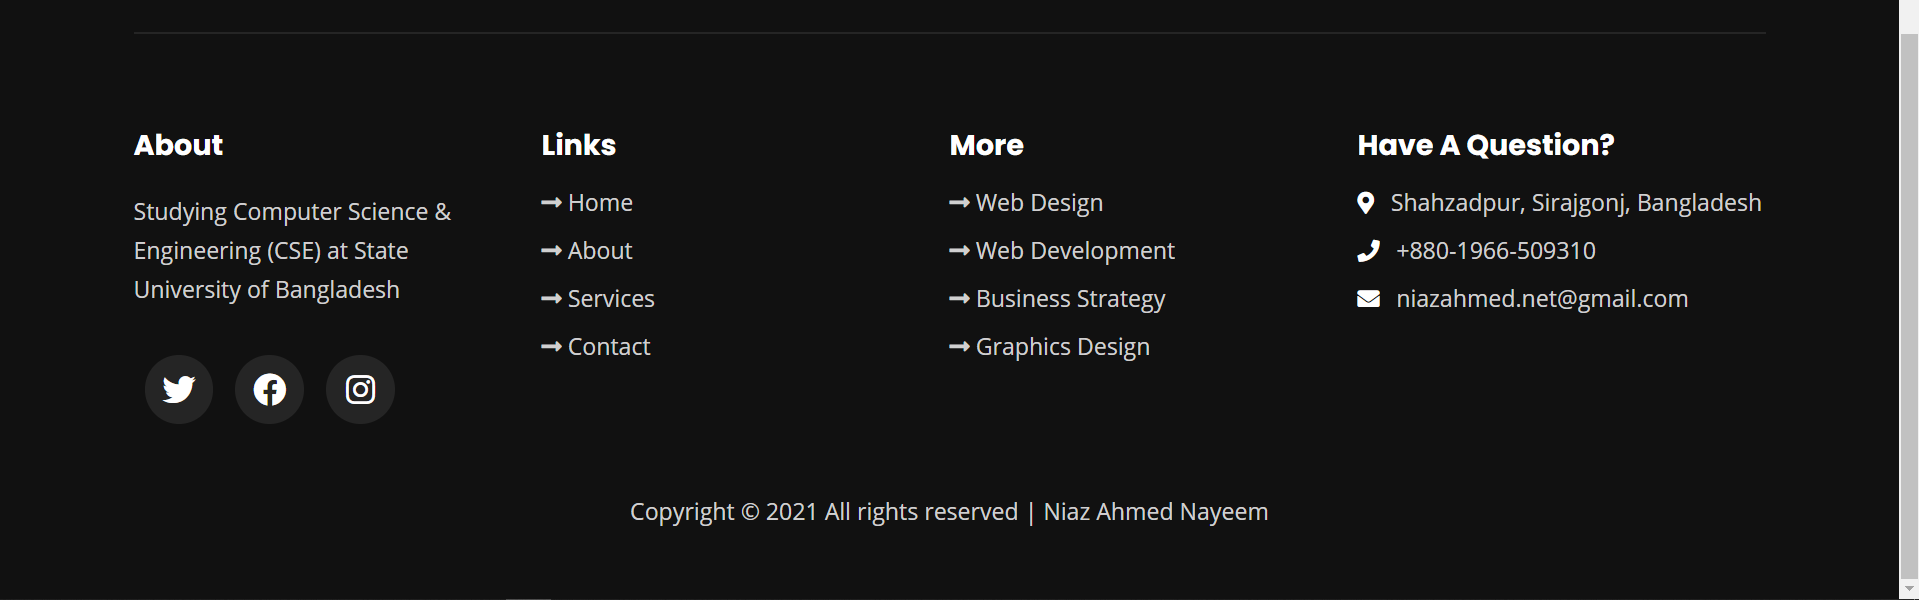 About
Studying Computer Science &
Engineering (CSE) at State
University of Bangladesh
Links
Home
About
Services
Contact
More
Web Design
Web Development
Business Strategy
Graphics Design
Have A Question?
Shahzadpur, Sirajgonj, Bangladesh
+880-1966-509310
niazahmed.net@gmail.com
Copyright © 2021 All rights reserved | Niaz Ahmed Nayeem